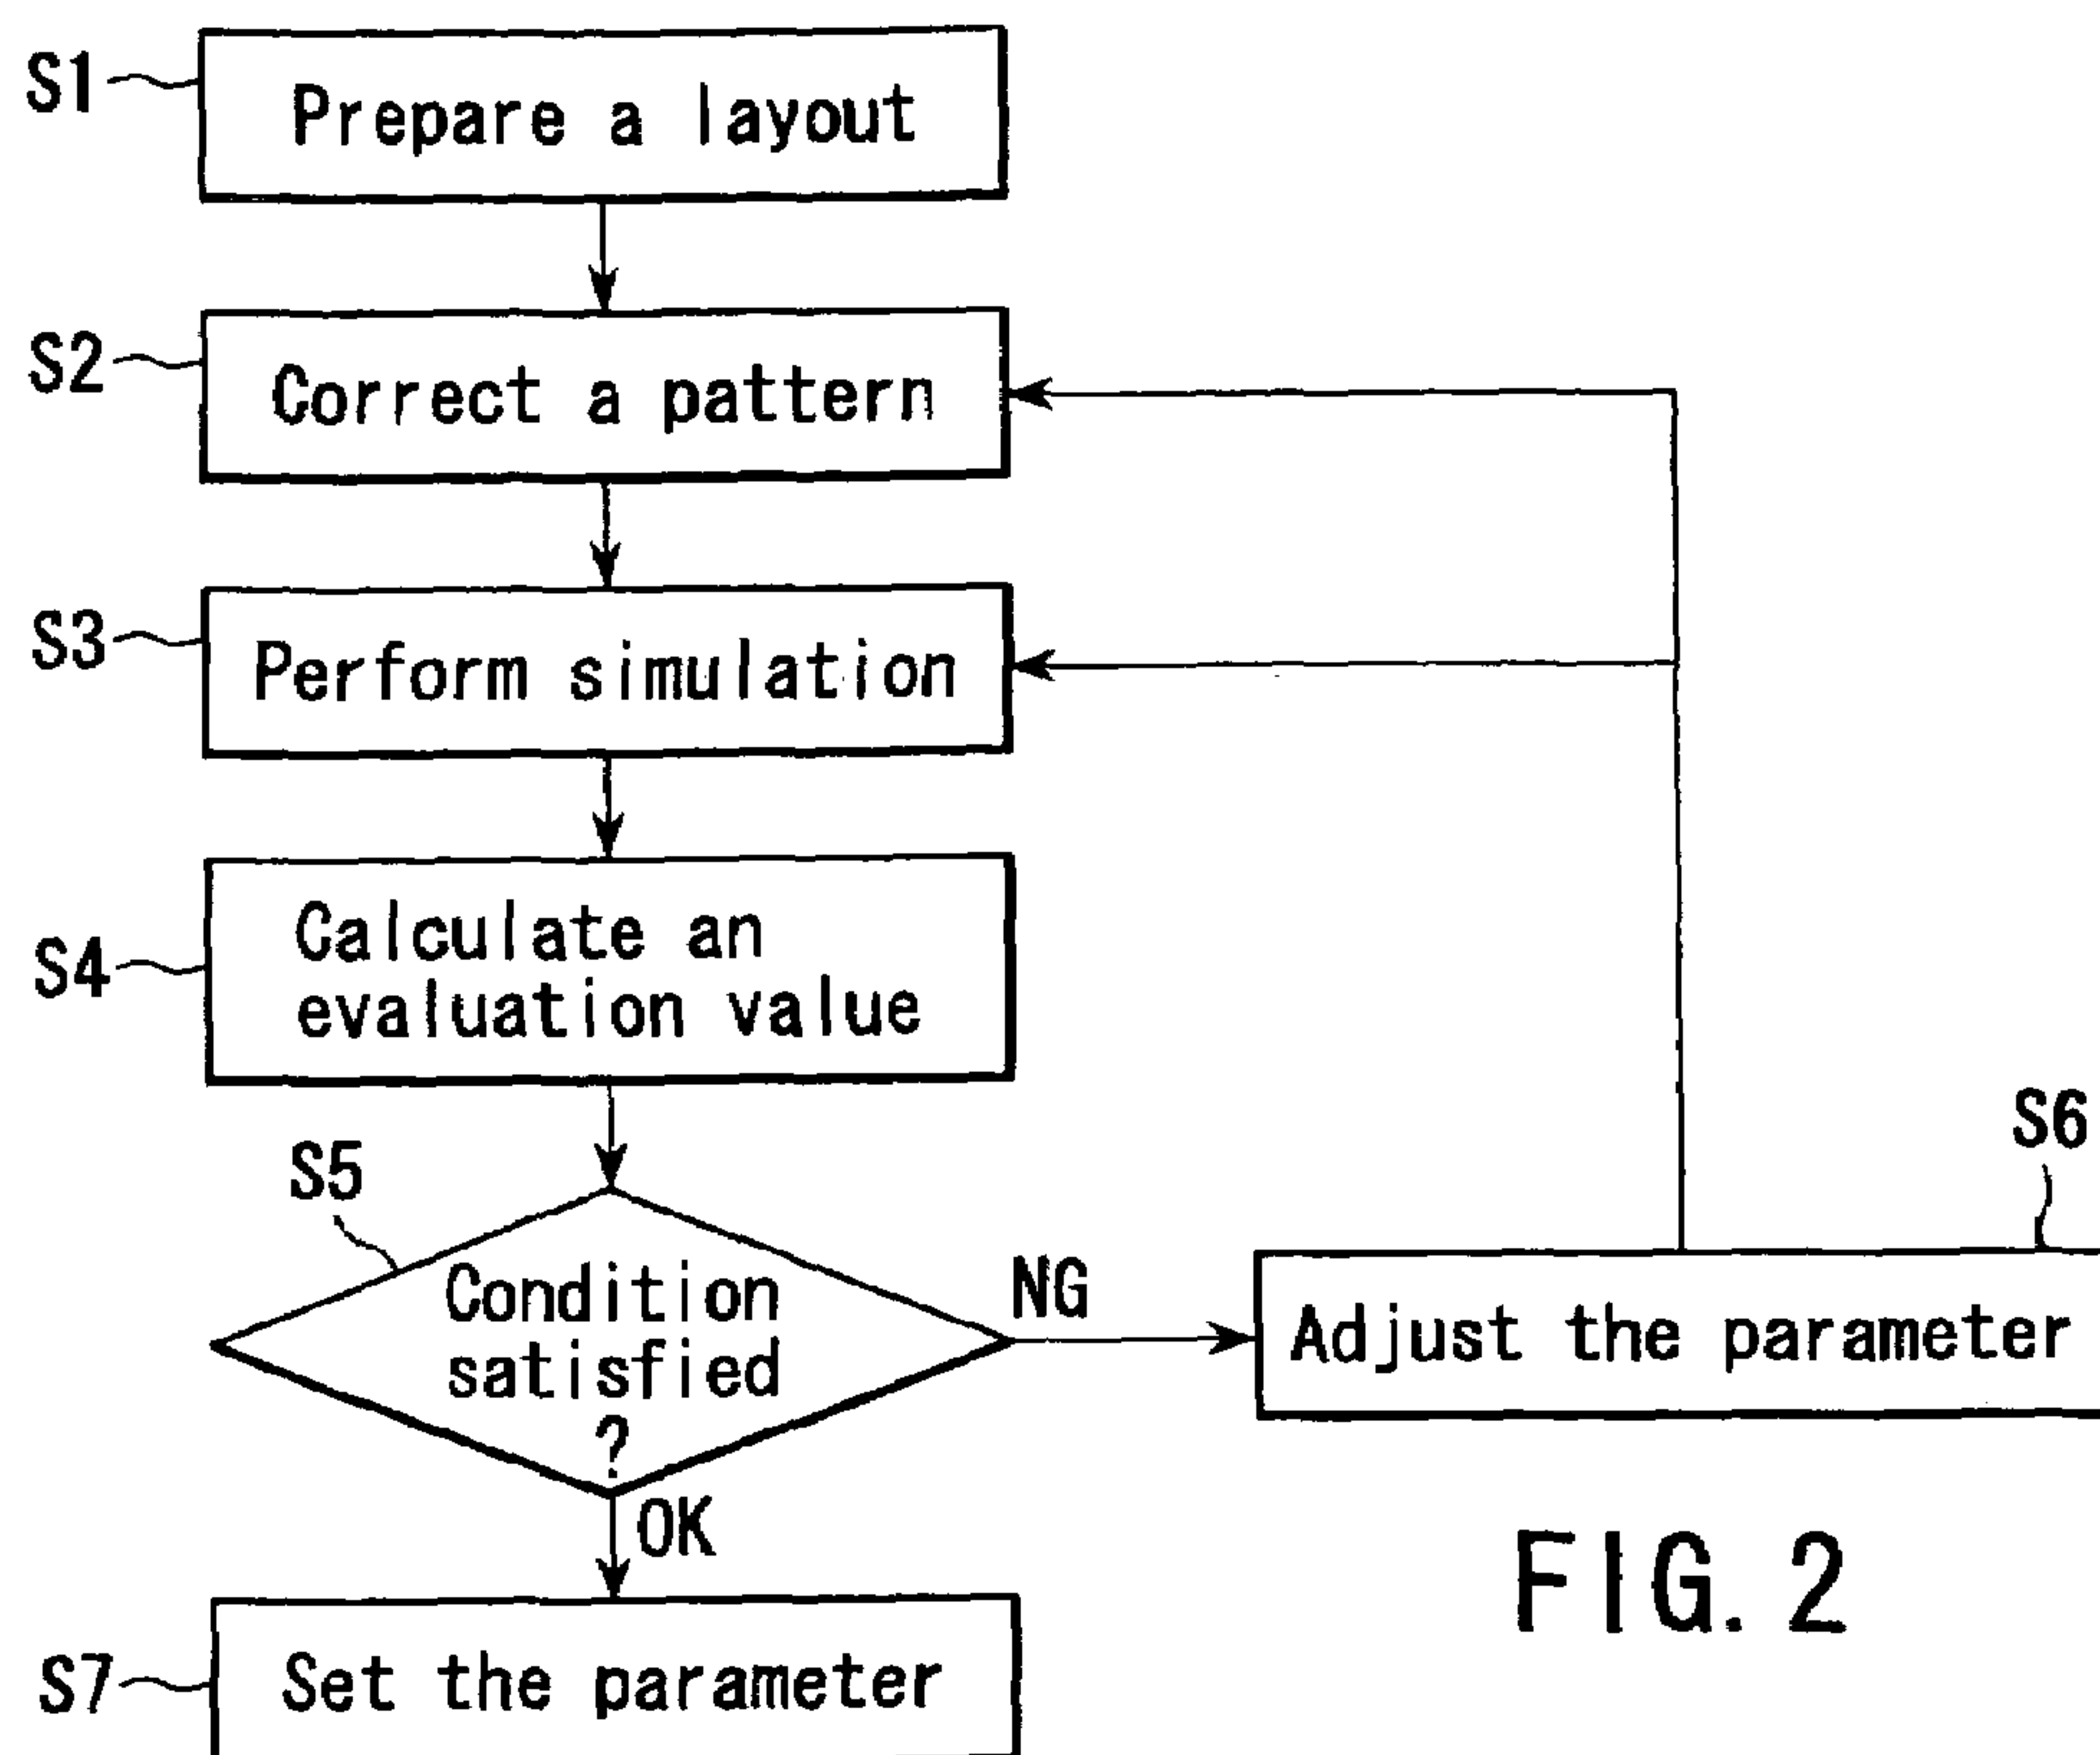 S1
Prepare a layout
S2
Correct a pattern
S3
Perform simulation
S4
Calculate an
evaluation value
S5
Condition
satisfied
?
NG
S6
Adjust the parameter
OK
S7
Set the parameter
FIG. 2